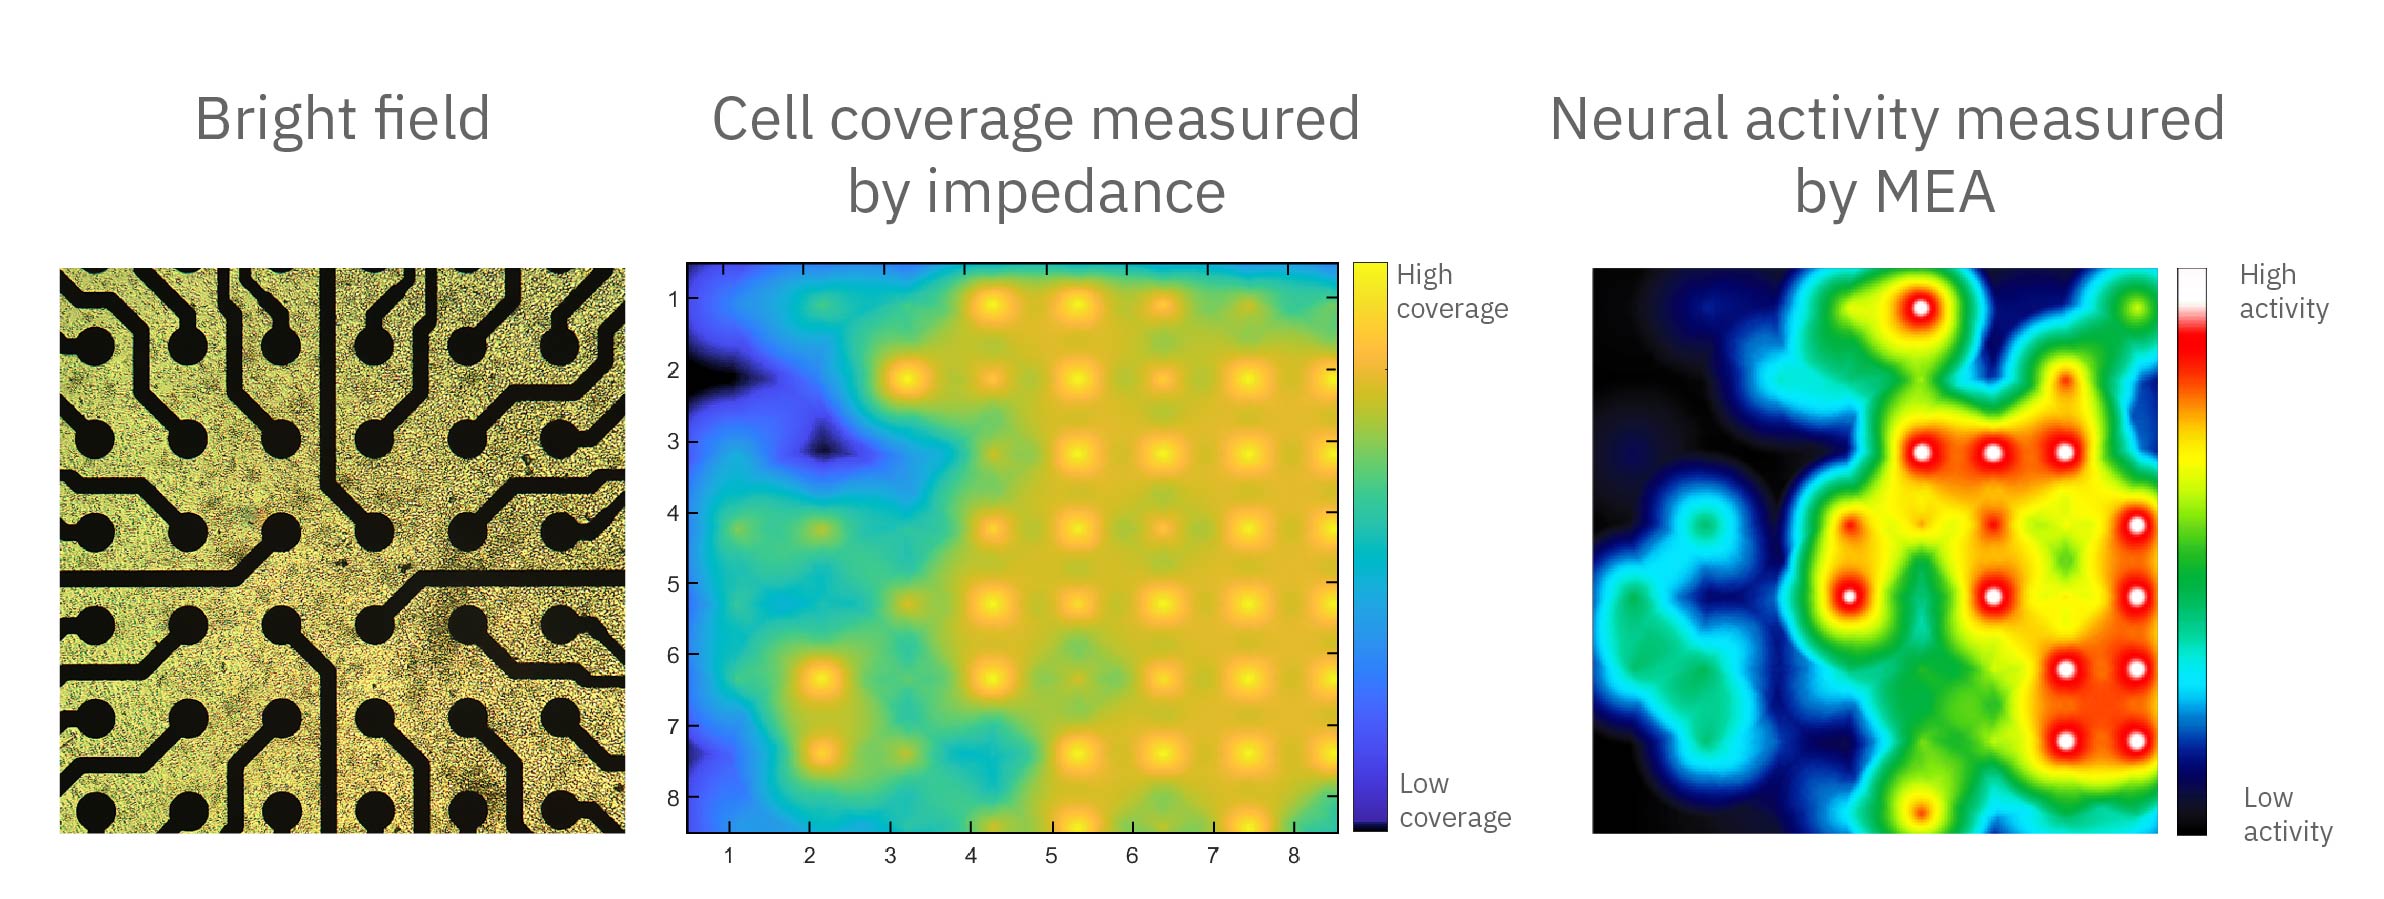 Bright field
Cell coverage measured
by impedance
Neural activity measured
by MEA
High
coverage
Low
coverage
1
2
3
4
5
6
7
8
1
2
3
4
5
6
7
8
High
activity
Low
activity